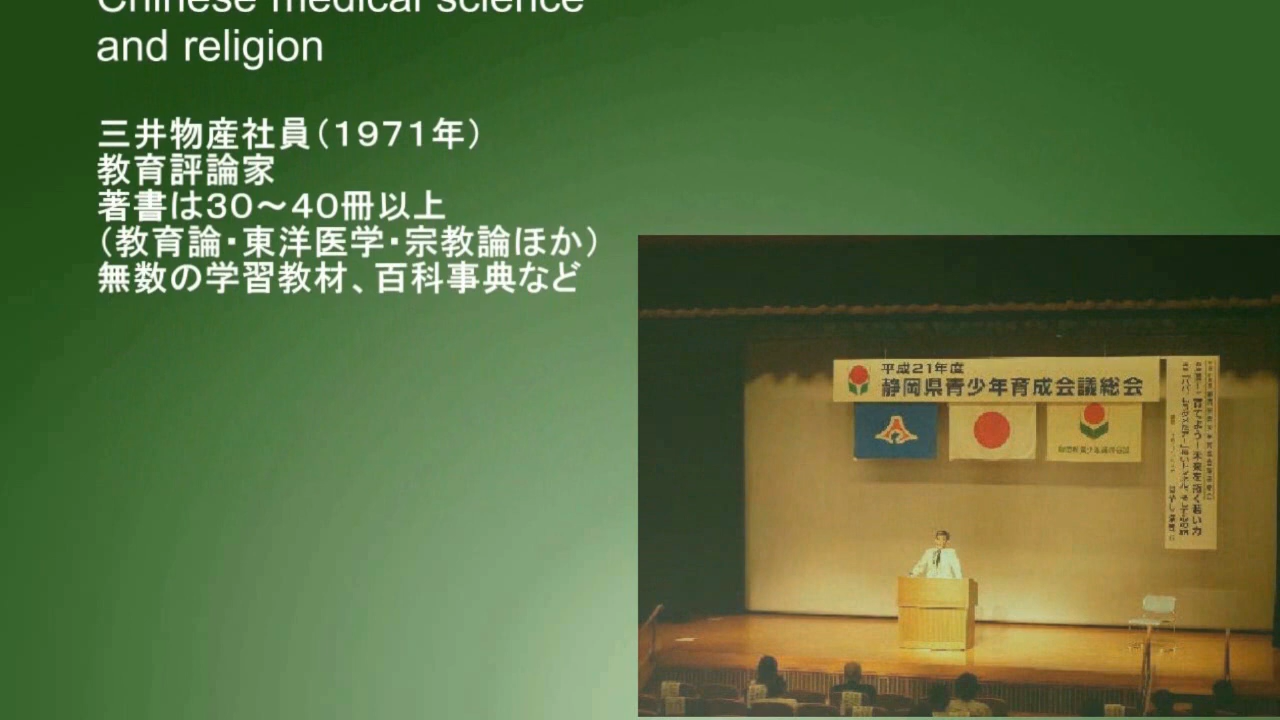 Chinese medical science
and religion
三井物産社員（１９７１年）
教育評論家
著書は３０～４０冊以上
（教育論・東洋医学・宗教論ほか）
無数の学習教材、百科事典など
平成21年度
静岡県青少年育成会議総会